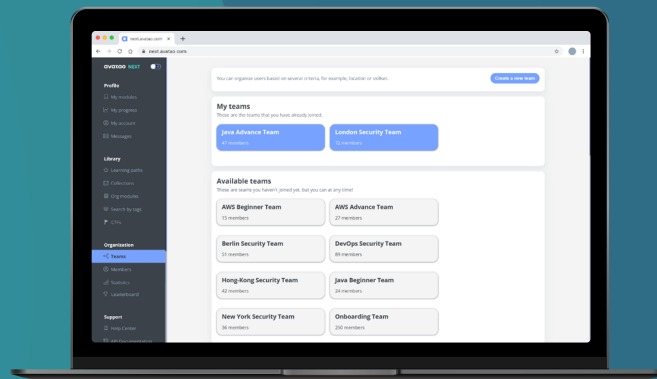 next.avatao.com
next.avatao.com
avatao NEXT
Profile
My modules
My progress
My account
Messages
Library
Learning paths
Collections
Org modules
Search by tags
CTFs
Organization
Teams
Members
Statistics
Leaderboard
Support
Help Center
API Documentation
You can organize users based on several criteria, for example, location or skillset.
Create a new team
My teams
These are the teams that you have already joined.
Java Advance Team
47 members
London Security Team
12 members
Available teams
These are teams you haven't joined yet, but you can at any time!
AWS Beginner Team
15 members
AWS Advance Team
27 members
Berlin Security Team
51 members
DevOps Security Team
89 members
Hong-Kong Security Team
42 members
Java Beginner Team
24 members
New York Security Team
36 members
Onboarding Team
250 members